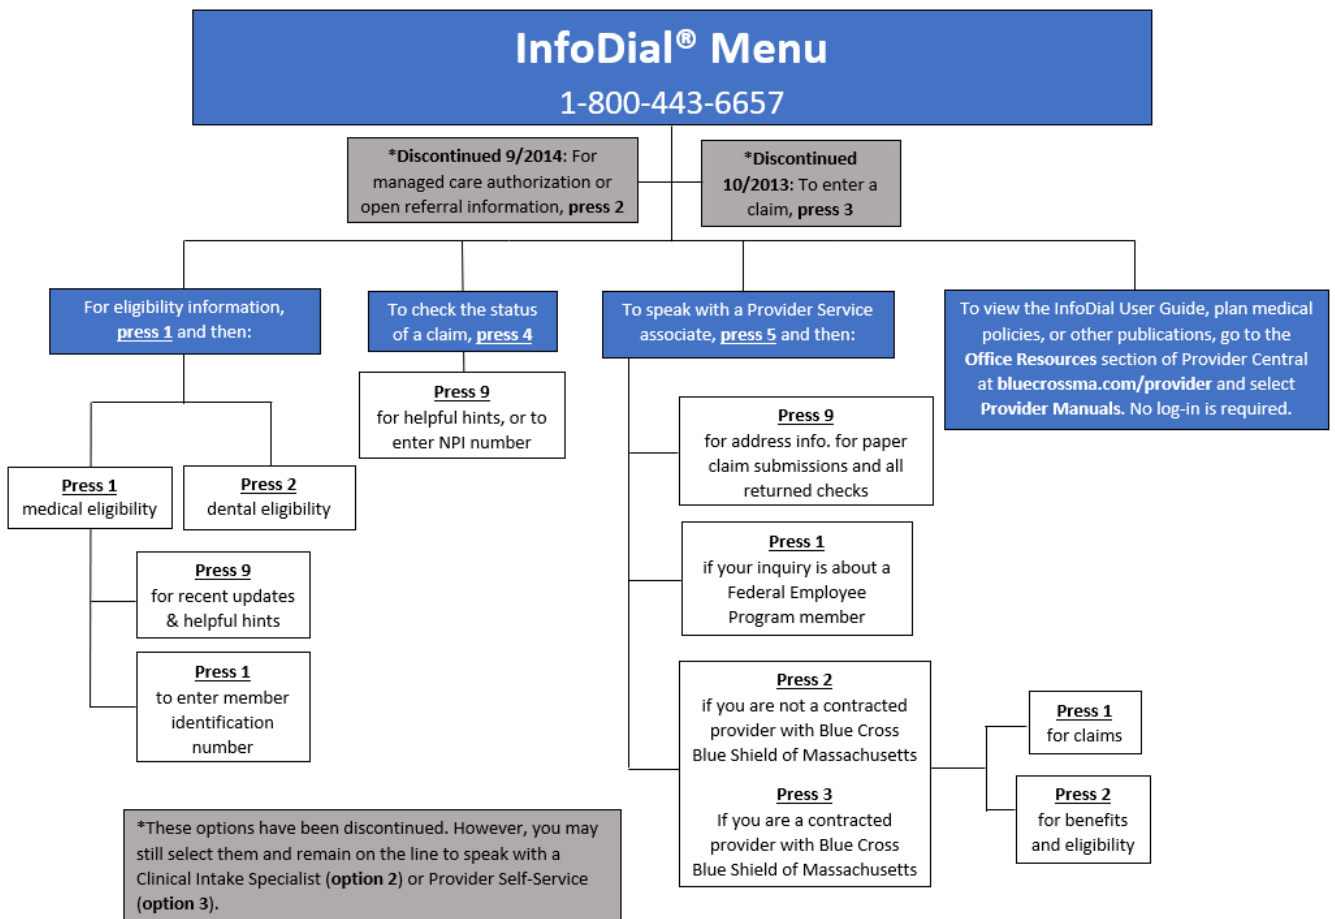 InfoDial® Menu
1-800-443-6657
*Discontinued 9/2014: For
managed care authorization or
open referral information, press 2
*Discontinued
10/2013: To enter a
claim, press 3
For eligibility information,
press 1 and then:
To check the status
of a claim, press 4
To speak with a Provider Service
associate, press 5 and then:
To view the InfoDial User Guide, plan medical
policies, or other publications, go to the
Office Resources section of Provider Central
at bluecrossma.com/provider and select
Provider Manuals. No log-in is required.
Press 1
medical eligibility
Press 2
dental eligibility
Press 9
for recent updates
& helpful hints
Press 1
to enter member
identification
number
Press 9
for helpful hints, or to
enter NPI number
Press 9
for address info. for paper
claim submissions and all
returned checks
Press 1
if your inquiry is about a
Federal Employee
Program member
Press 2
if you are not a contracted
provider with Blue Cross
Blue Shield of Massachusetts
Press 3
If you are a contracted
provider with Blue Cross
Blue Shield of Massachusetts
Press 1
for claims
Press 2
for benefits
and eligibility
*These options have been discontinued. However, you may
still select them and remain on the line to speak with a
Clinical Intake Specialist (option 2) or Provider Self-Service
(option 3).